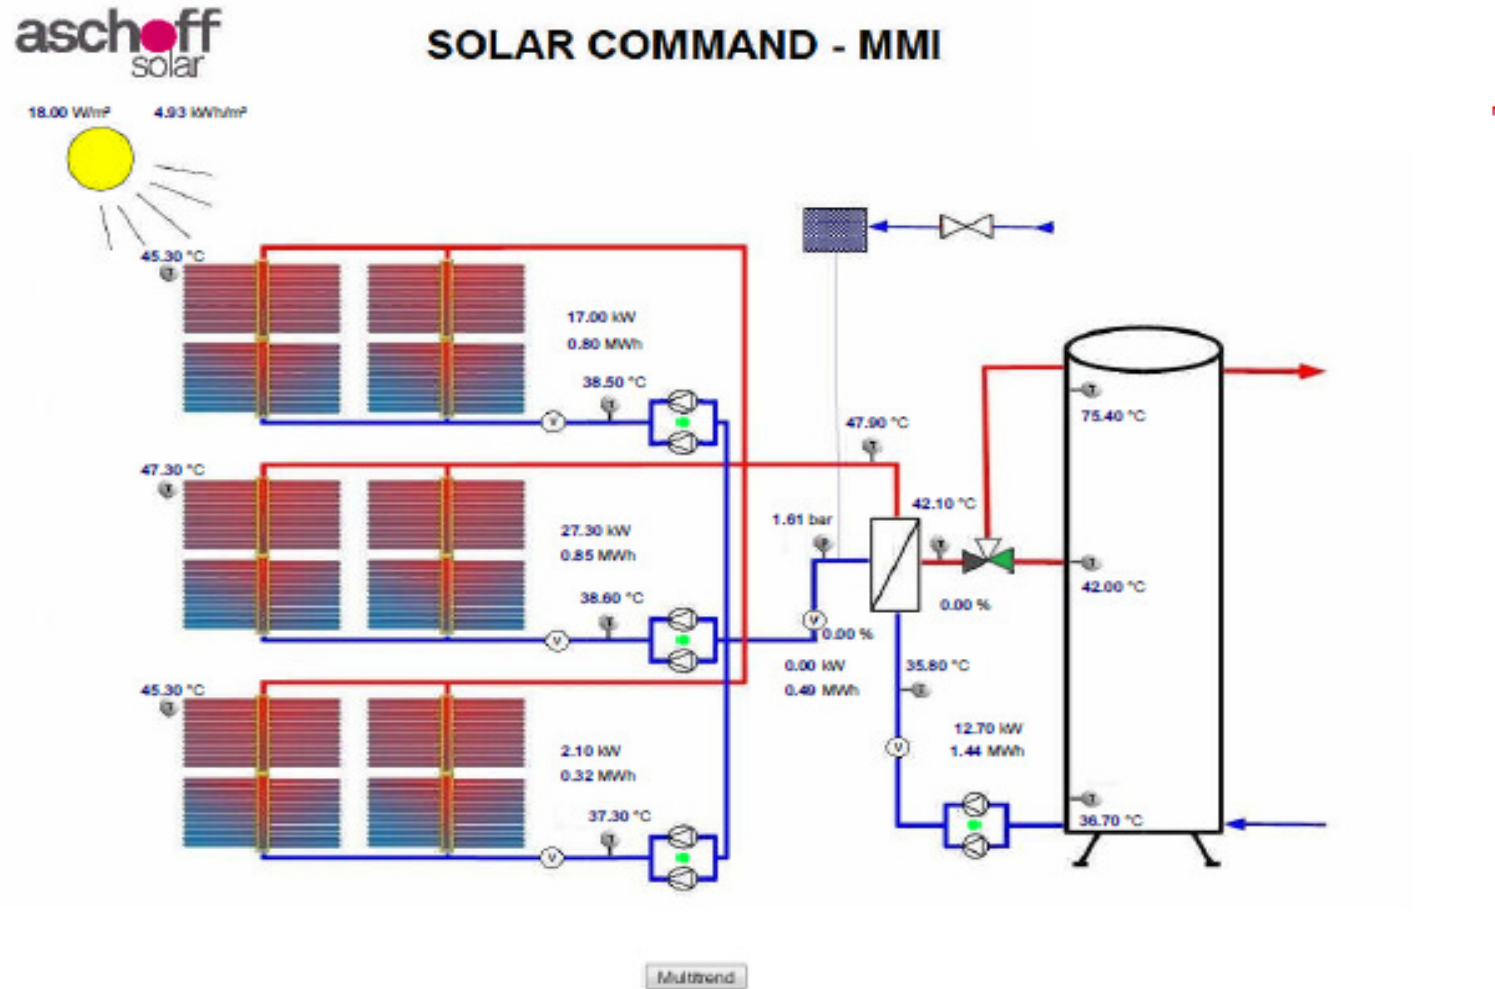 aschoff
solar
SOLAR COMMAND - MMI
18.00 W/m² 4.93 kWh/m²
45.30 °C
T
17.00 kW
0.80 MWh
38.50 °C
T
V
47.30 °C
T
27.30 kW
0.85 MWh
38.60 °C
T
V
45.30 °C
T
2.10 kW
0.32 MWh
37.30 °C
T
V
47.90 °C
T
1.61 bar
P
42.10 °C
T
0.00 %
V
0.00 %
0.00 kW
0.49 MWh
35.80 °C
T
V
12.70 kW
1.44 MWh
T
75.40 °C
T
42.00 °C
T
36.70 °C
Multitrend